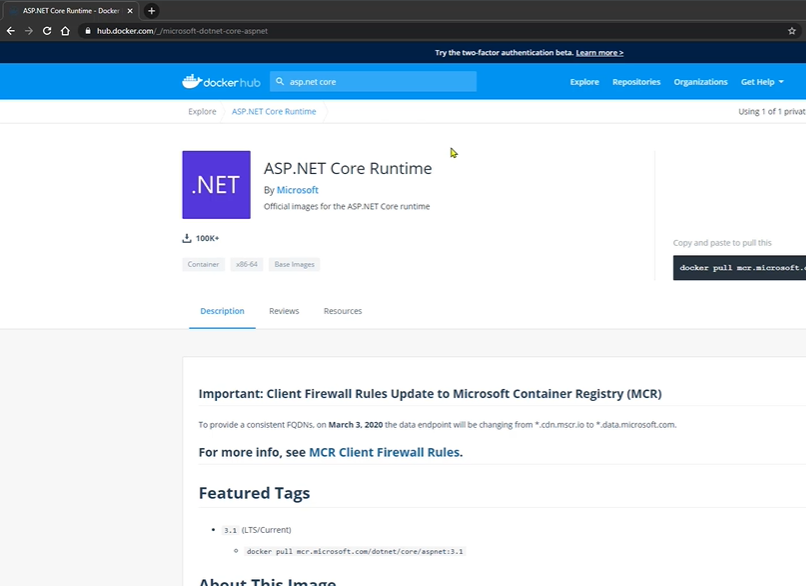 ASP.NET Core Runtime - Docker
hub.docker.com/_/microsoft-dotnet-core-aspnet
Try the two-factor authentication beta. Learn more >
docker hub
asp.net core
Explore Repositories Organizations Get Help
Explore ASP.NET Core Runtime
Using 1 of 1 privat
.NET
ASP.NET Core Runtime
By Microsoft
Official images for the ASP.NET Core runtime
100K+
Container x86-64 Base Images
Copy and paste to pull this
docker pull mcr.microsoft.c
Description Reviews Resources
Important: Client Firewall Rules Update to Microsoft Container Registry (MCR)
To provide a consistent FQDNs, on March 3, 2020 the data endpoint will be changing from *.cdn.mscr.io to *.data.microsoft.com.
For more info, see MCR Client Firewall Rules.
Featured Tags
3.1 (LTS/Current)
docker pull mcr.microsoft.com/dotnet/core/aspnet:3.1
About This Image